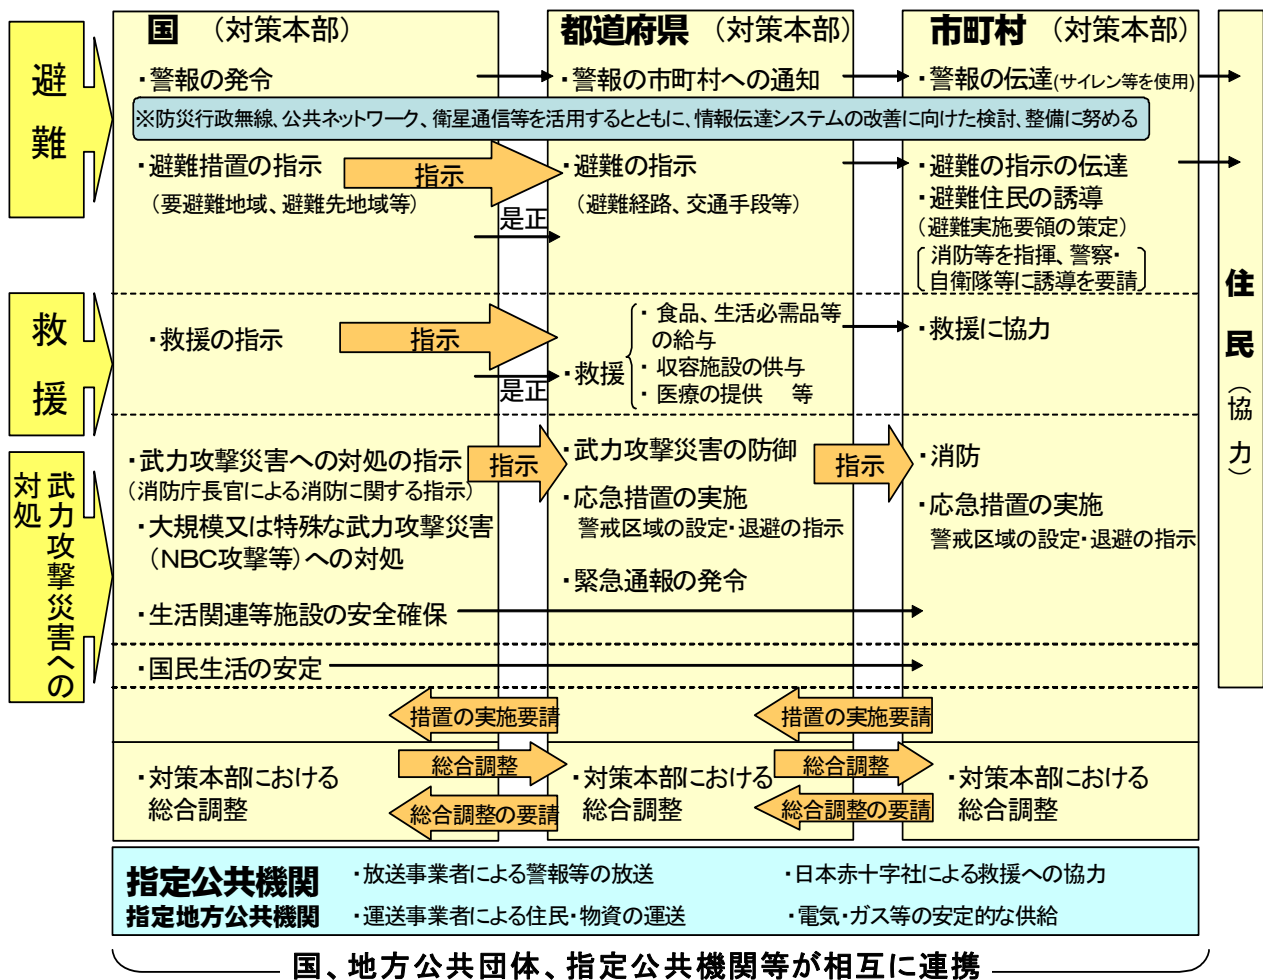 避難
国 （対策本部）
・警報の発令
都道府県 （対策本部）
・警報の市町村への通知
市町村 （対策本部）
・警報の伝達(サイレン等を使用)
※防災行政無線、公共ネットワーク、衛星通信等を活用するとともに、情報伝達システムの改善に向けた検討、整備に努める
・避難措置の指示
（要避難地域、避難先地域等）
指示
是正
・避難の指示
（避難経路、交通手段等）
・避難の指示の伝達
・避難住民の誘導
（避難実施要領の策定）
消防等を指揮、警察・
自衛隊等に誘導を要請
救援
・救援の指示
指示
是正
・救援
・ 食品、生活必需品等
の給与
・ 収容施設の供与
・ 医療の提供 等
・救援に協力
武力攻撃災害への
対処
・武力攻撃災害への対処の指示
（消防庁長官による消防に関する指示）
・大規模又は特殊な武力攻撃災害
（NBC攻撃等）への対処
・生活関連等施設の安全確保
指示
・武力攻撃災害の防御
・応急措置の実施
警戒区域の設定・退避の指示
・緊急通報の発令
指示
・消防
・応急措置の実施
警戒区域の設定・退避の指示
・国民生活の安定
措置の実施要請
措置の実施要請
・対策本部における
総合調整
総合調整
総合調整の要請
・対策本部における
総合調整
総合調整
総合調整の要請
・対策本部における
総合調整
住民（協力）
指定公共機関
指定地方公共機関
・放送事業者による警報等の放送
・日本赤十字社による救援への協力
・運送事業者による住民・物資の運送
・電気・ガス等の安定的な供給
国、地方公共団体、指定公共機関等が相互に連携